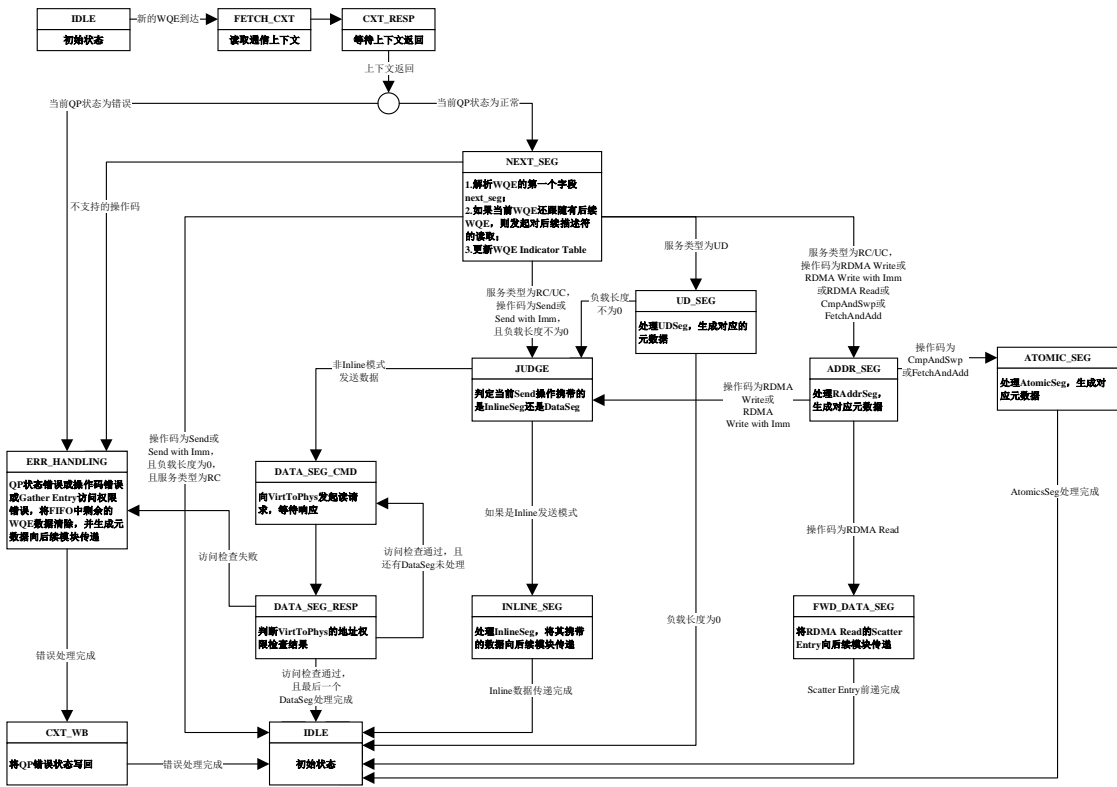 IDLE
初始状态
新的WQE到达
FETCH_CXT
读取通信上下文
CXT_RESP
等待上下文返回
上下文返回
当前QP状态为错误
当前QP状态为正常
NEXT_SEG
1.解析WQE的第一个字段
next_seg；
2.如果当前WQE还跟随有后续
WQE，则发起对后续描述符
的读取；
3.更新WQE Indicator Table
不支持的操作码
服务类型为UD
服务类型为RC/UC，
操作码为RDMA Write或
RDMA Write with Imm
或RDMA Read或
CmpAndSwp或
FetchAndAdd
服务类型为RC/UC，
操作码为Send或
Send with Imm，
且负载长度不为0
负载长度
不为0
UD_SEG
处理UDSeg，生成对应的
元数据
操作码为
CmpAndSwp
或FetchAndAdd
ATOMIC_SEG
处理AtomicSeg，生成对
应元数据
非Inline模式
发送数据
JUDGE
判定当前Send操作携带的
是InlineSeg还是DataSeg
操作码为RDMA
Write或
RDMA
Write with Imm
ADDR_SEG
处理RAddrSeg，
生成对应元数据
操作码为Send或
Send with Imm，
且负载长度为0，
且服务类型为RC
ERR_HANDLING
QP状态错误或操作码错误
或Gather Entry访问权限
错误，将FIFO中剩余的
WQE数据清除，并生成元
数据向后续模块传递
DATA_SEG_CMD
向VirtToPhys发起读请
求，等待响应
如果是Inline发送模式
操作码为RDMA Read
AtomicsSeg处理完成
访问检查失败
访问检查通过，且
还有DataSeg未处理
DATA_SEG_RESP
判断VirtToPhys的地址权
限检查结果
INLINE_SEG
处理InlineSeg，将其携带
的数据向后续模块传递
负载长度为0
FWD_DATA_SEG
将RDMA Read的Scatter
Entry向后续模块传递
错误处理完成
访问检查通过，
且最后一个
DataSeg处理完成
Inline数据传递完成
Scatter Entry前递完成
CXT_WB
将QP错误状态写回
错误处理完成
IDLE
初始状态